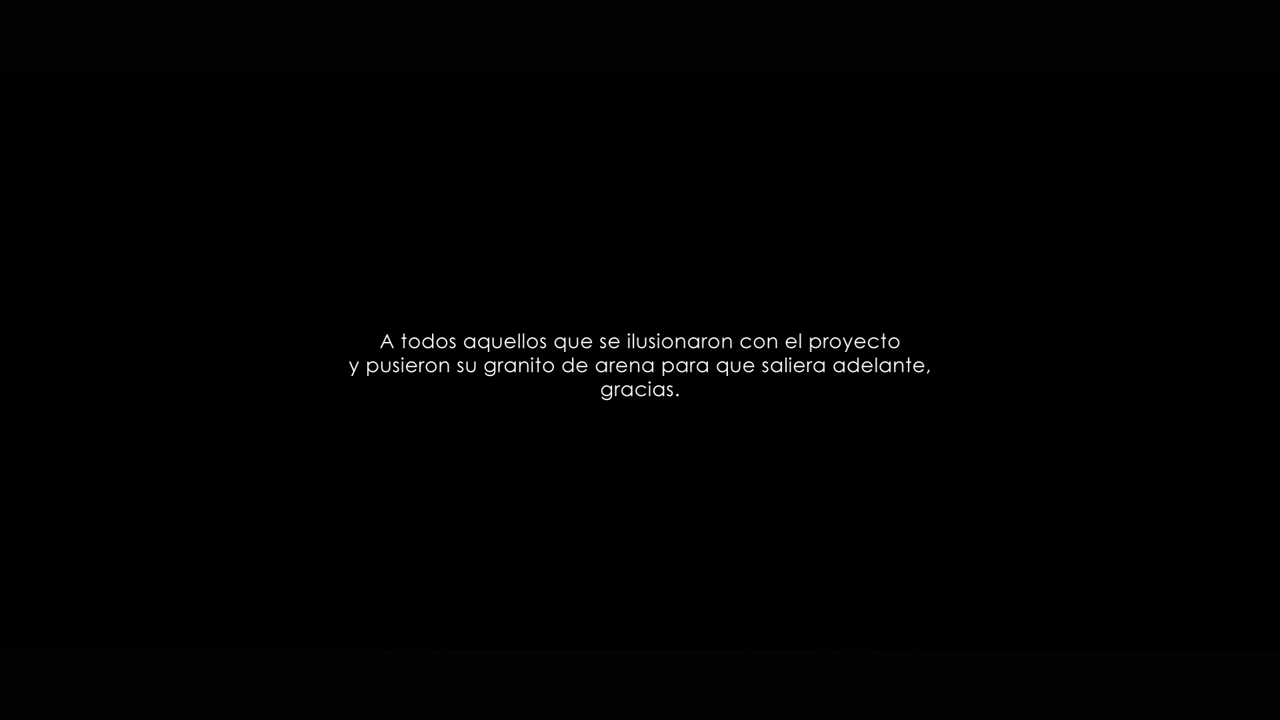 A todos aquellos que se ilusionaron con el proyecto
y pusieron su granito de arena para que saliera adelante,
gracias.